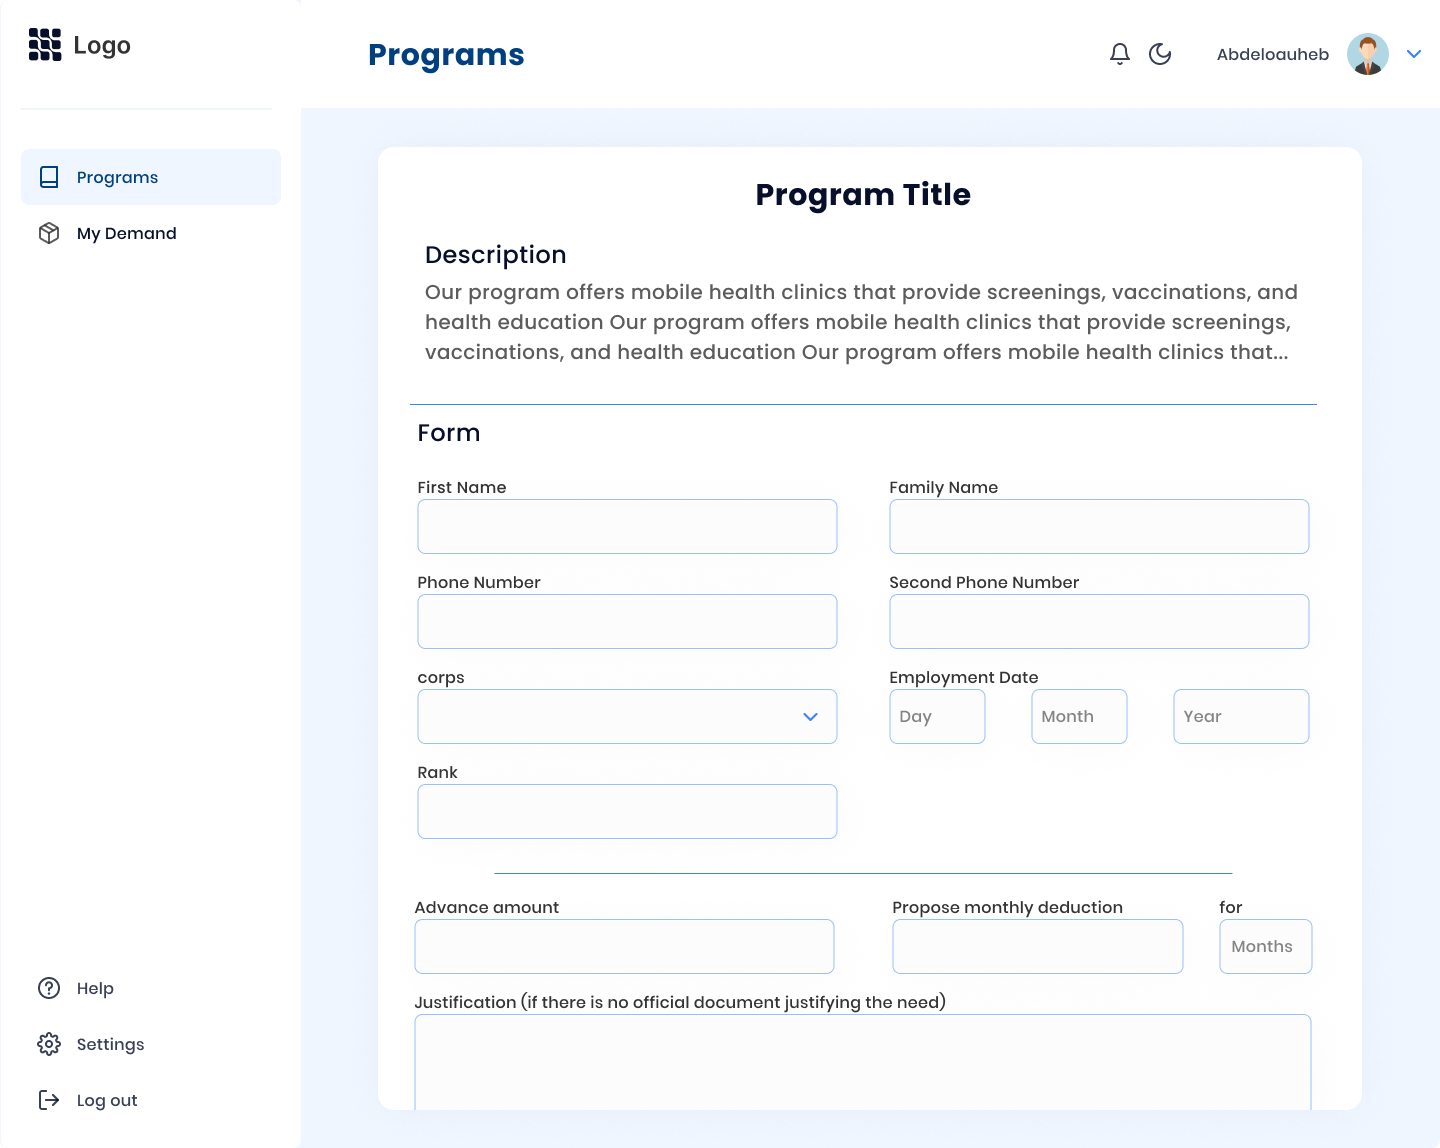 Logo
Programs
Abdeloauheb
Programs
My Demand
Help
Settings
Log out
Program Title
Description
Our program offers mobile health clinics that provide screenings, vaccinations, and
health education Our program offers mobile health clinics that provide screenings,
vaccinations, and health education Our program offers mobile health clinics that...
Form
First Name
Family Name
Phone Number
Second Phone Number
corps
Employment Date
Day
Month
Year
Rank
Advance amount
Propose monthly deduction
for
Months
Justification (if there is no official document justifying the need)